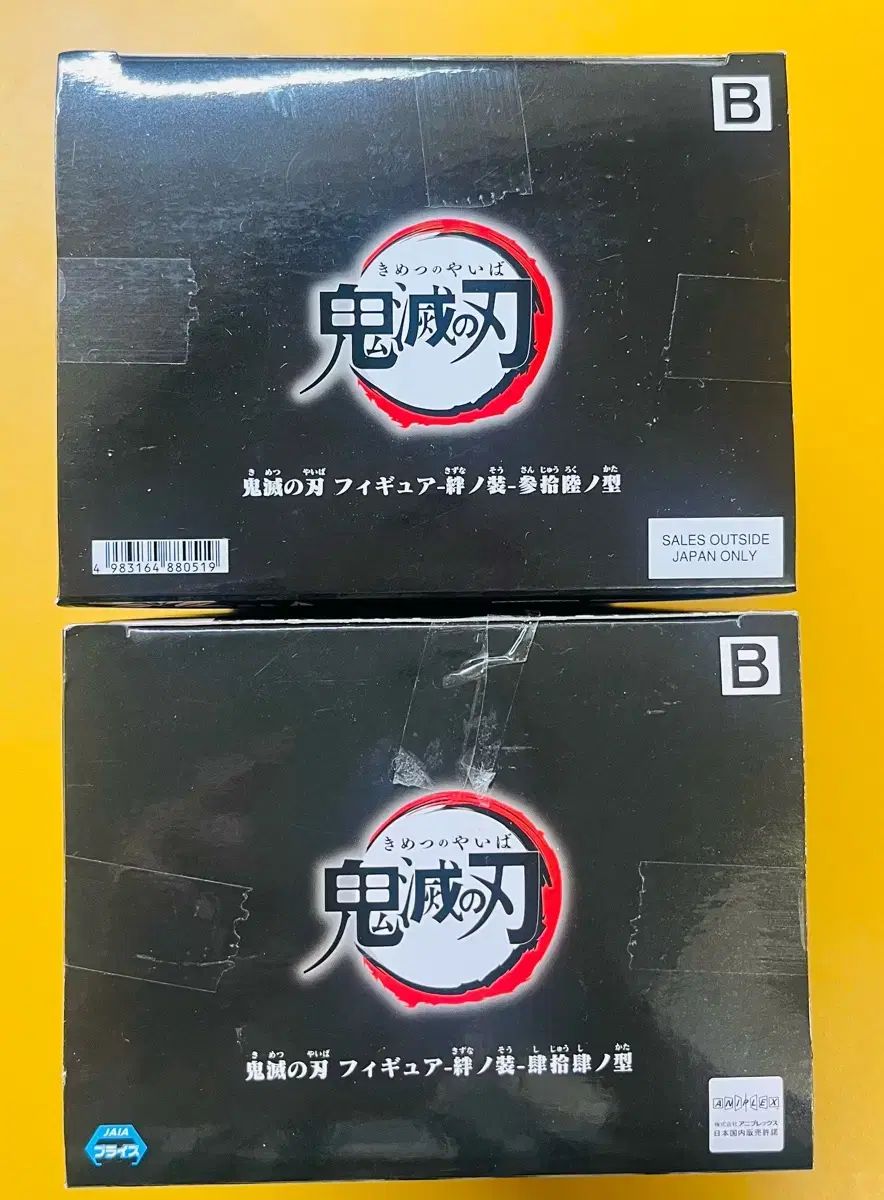 B
きめつのやいば
鬼滅の刃
き めつ やいば きずな そう さん じゅう ろく かた
鬼滅の刃 フィギュア-絆ノ装-参拾陸ノ型
4 983164 880519
SALES OUTSIDE
JAPAN ONLY
B
きめつのやいば
鬼滅の刃
き めつ やいば きずな そう し じゅう し かた
鬼滅の刃 フィギュア-絆ノ装-肆拾肆ノ型
JAIA
プライズ
ANIPLEX
株式会社アニプレックス
日本国内販売許諾